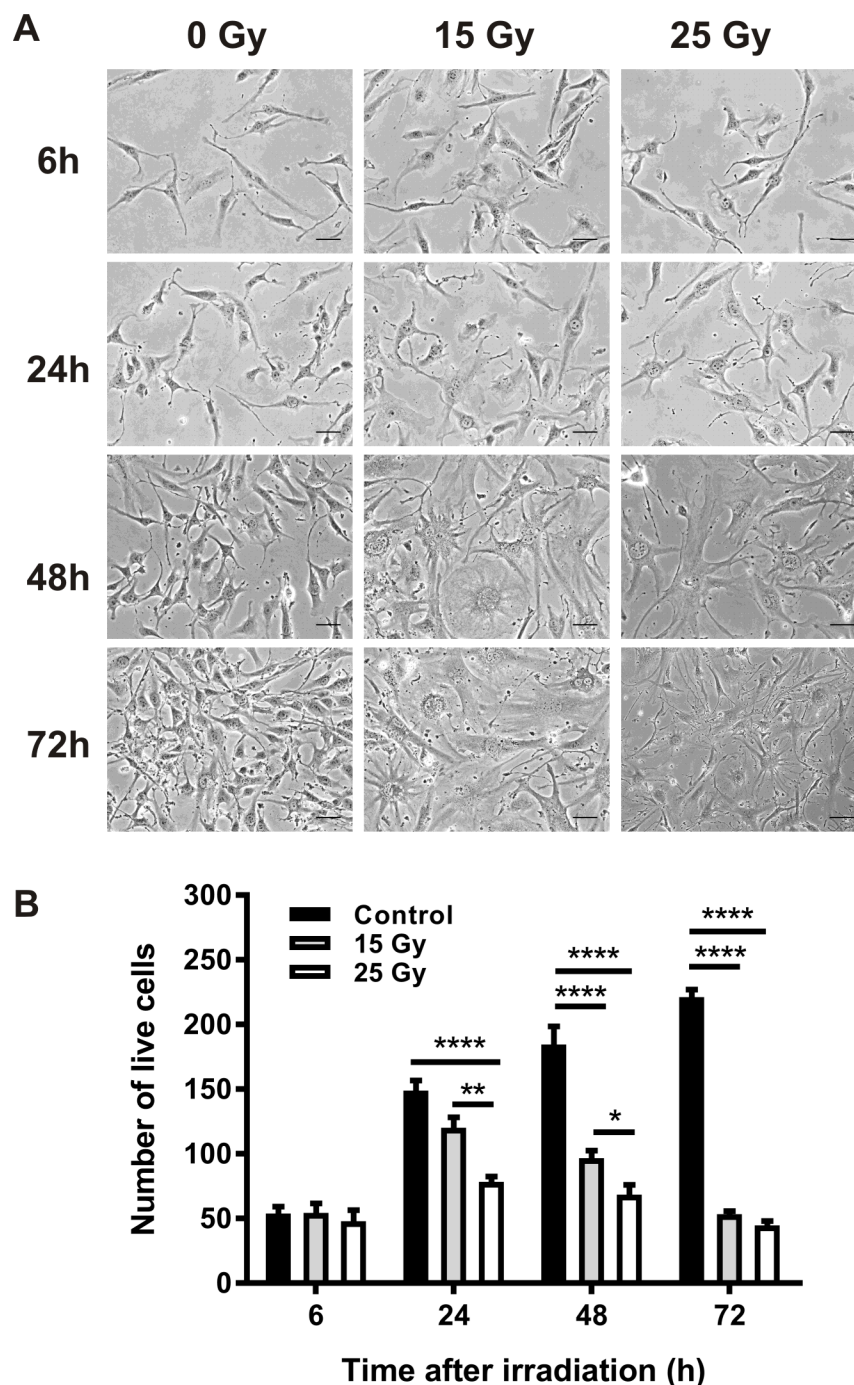 A
0 Gy 15 Gy 25 Gy
6h
24h
48h
72h
B
Number of live cells
300
250
200
150
100
50
0
Control
15 Gy
25 Gy
****
**
****
****
*
****
****
6 24 48 72
Time after irradiation (h)